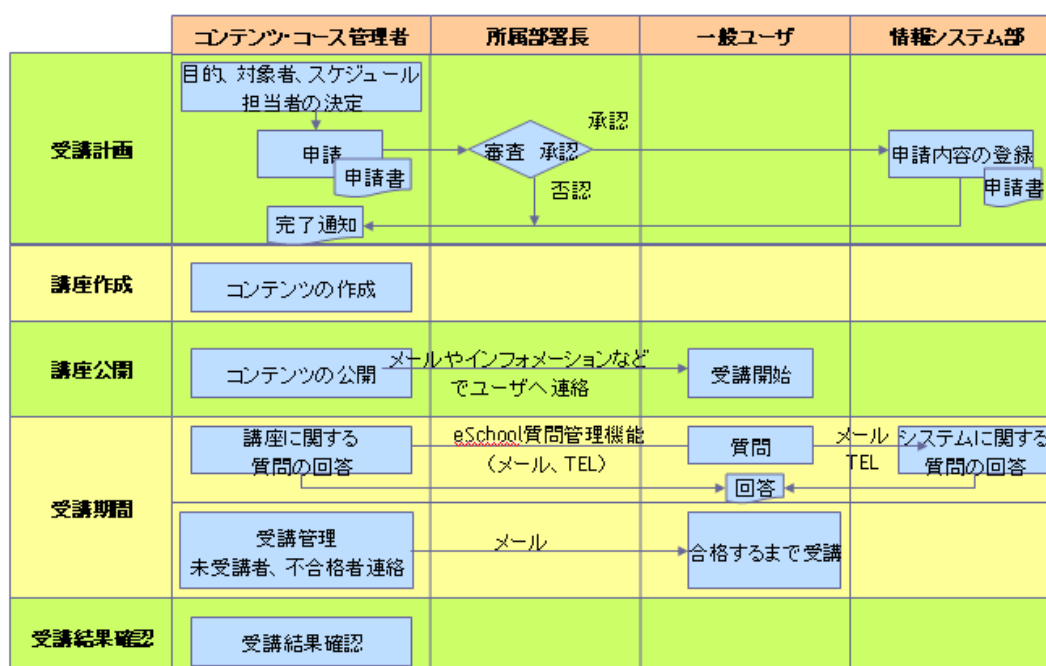 コンテンツ・コース管理者
所属部署長
一般ユーザ
情報システム部
受講計画
目的、対象者、スケジュール
担当者の決定
申請
申請書
審査 承認
承認
否認
申請内容の登録
申請書
完了通知
講座作成
コンテンツの作成
講座公開
コンテンツの公開
メールやインフォメーションなど
でユーザへ連絡
受講開始
受講期間
講座に関する
質問の回答
eSchool質問管理機能
（メール、TEL）
質問
メール
TEL
システムに関する
質問の回答
回答
受講管理
未受講者、不合格者連絡
メール
合格するまで受講
受講結果確認
受講結果確認